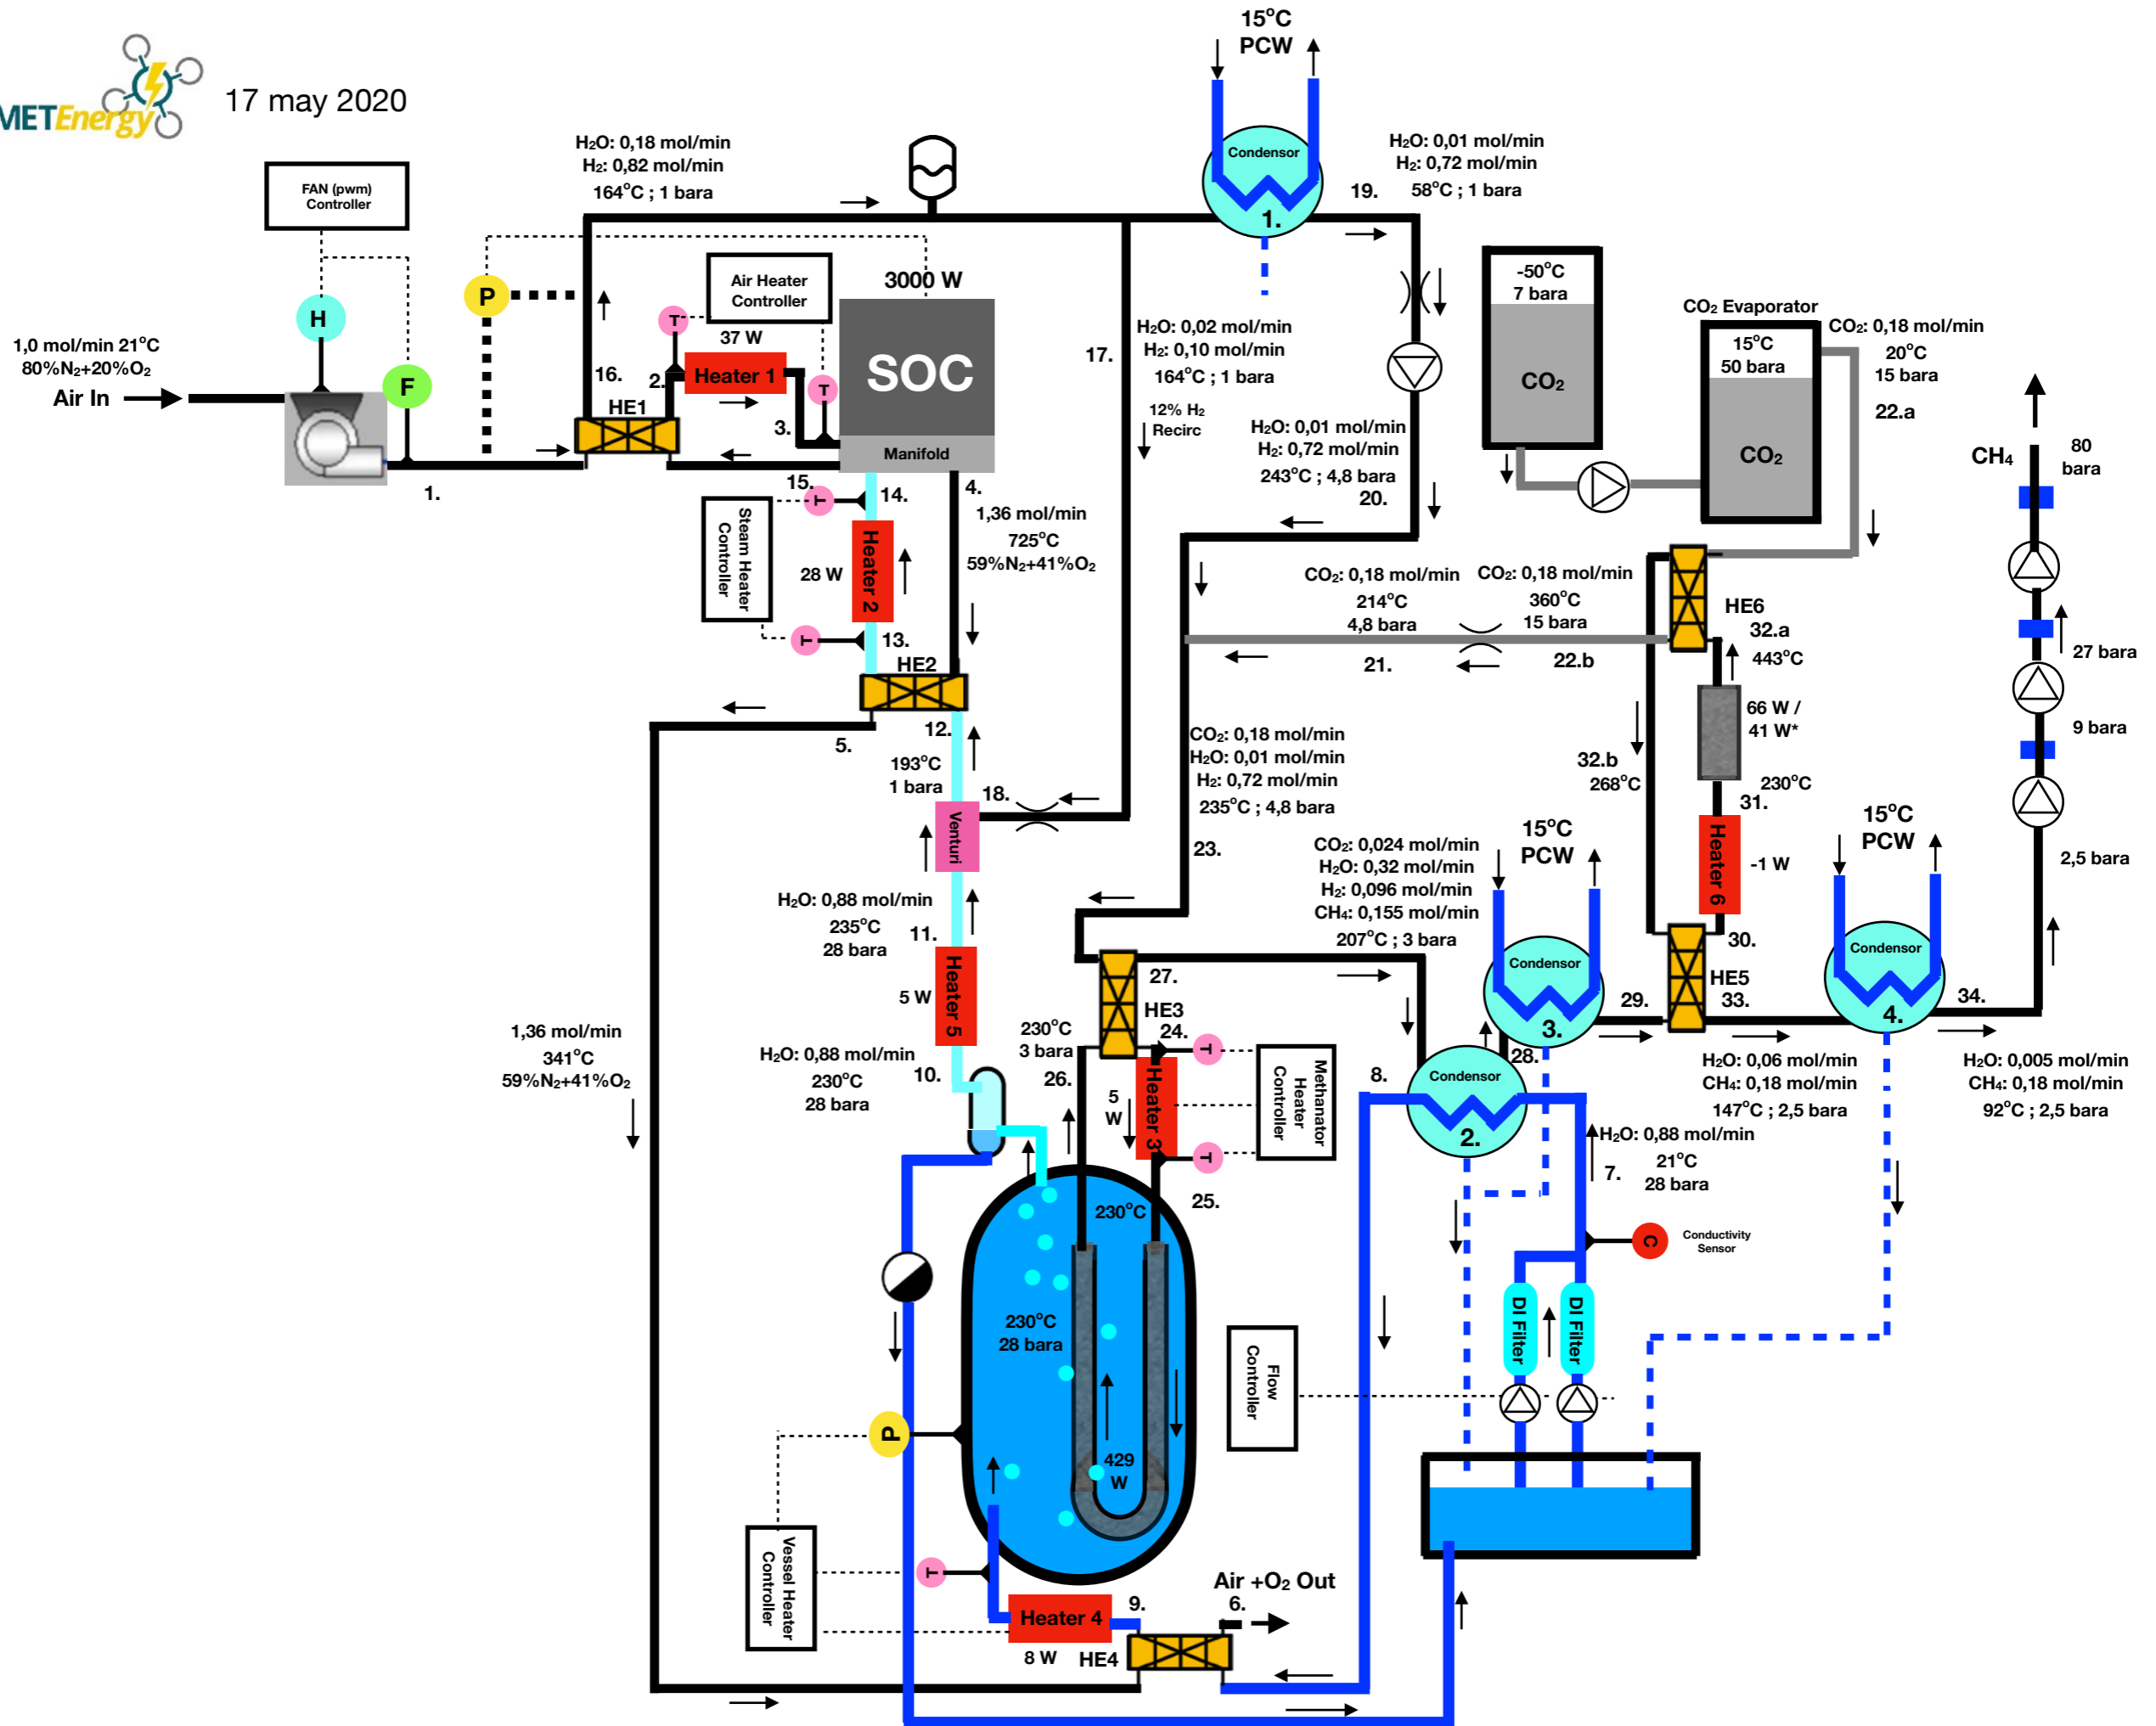 METEnergy
17 may 2020
FAN (pwm)
Controller
H
P
F
1,0 mol/min 21°C
80%N₂+20%O₂
Air In
1.
H₂O: 0,18 mol/min
H₂: 0,82 mol/min
164°C ; 1 bara
16.
HE1
2.
T
Air Heater
Controller
37 W
Heater 1
T
3.
3000 W
SOC
Manifold
15.
T
14.
4.
1,36 mol/min
725°C
59%N₂+41%O₂
Steam Heater
Controller
28 W
Heater 2
T
13.
HE2
5.
12.
193°C
1 bara
18.
Venturi
H₂O: 0,88 mol/min
235°C
28 bara
11.
Heater 5
5 W
H₂O: 0,88 mol/min
230°C
28 bara
10.
1,36 mol/min
341°C
59%N₂+41%O₂
15°C
PCW
Condensor
1.
19.
H₂O: 0,01 mol/min
H₂: 0,72 mol/min
58°C ; 1 bara
17.
H₂O: 0,02 mol/min
H₂: 0,10 mol/min
164°C ; 1 bara
12% H₂
Recirc
H₂O: 0,01 mol/min
H₂: 0,72 mol/min
243°C ; 4,8 bara
20.
-50°C
7 bara
CO₂
CO₂ Evaporator
15°C
50 bara
CO₂
CO₂: 0,18 mol/min
20°C
15 bara
22.a
CH₄
80
bara
27 bara
9 bara
2,5 bara
CO₂: 0,18 mol/min
214°C
4,8 bara
21.
CO₂: 0,18 mol/min
360°C
15 bara
22.b
HE6
32.a
443°C
66 W /
41 W*
32.b
268°C
230°C
31.
Heater 6
-1 W
30.
HE5
33.
CO₂: 0,18 mol/min
H₂O: 0,01 mol/min
H₂: 0,72 mol/min
235°C ; 4,8 bara
23.
CO₂: 0,024 mol/min
H₂O: 0,32 mol/min
H₂: 0,096 mol/min
CH₄: 0,155 mol/min
207°C ; 3 bara
27.
HE3
24.
T
230°C
3 bara
26.
5
W
Heater 3
T
25.
Methanator
Heater
Controller
15°C
PCW
Condensor
3.
29.
28.
8.
Condensor
2.
15°C
PCW
Condensor
4.
34.
H₂O: 0,06 mol/min
CH₄: 0,18 mol/min
147°C ; 2,5 bara
H₂O: 0,005 mol/min
CH₄: 0,18 mol/min
92°C ; 2,5 bara
H₂O: 0,88 mol/min
21°C
28 bara
7.
C
Conductivity
Sensor
DI Filter
DI Filter
Flow
Controller
230°C
230°C
28 bara
429
W
P
T
Vessel Heater
Controller
Heater 4
8 W
9.
HE4
6.
Air +O₂ Out